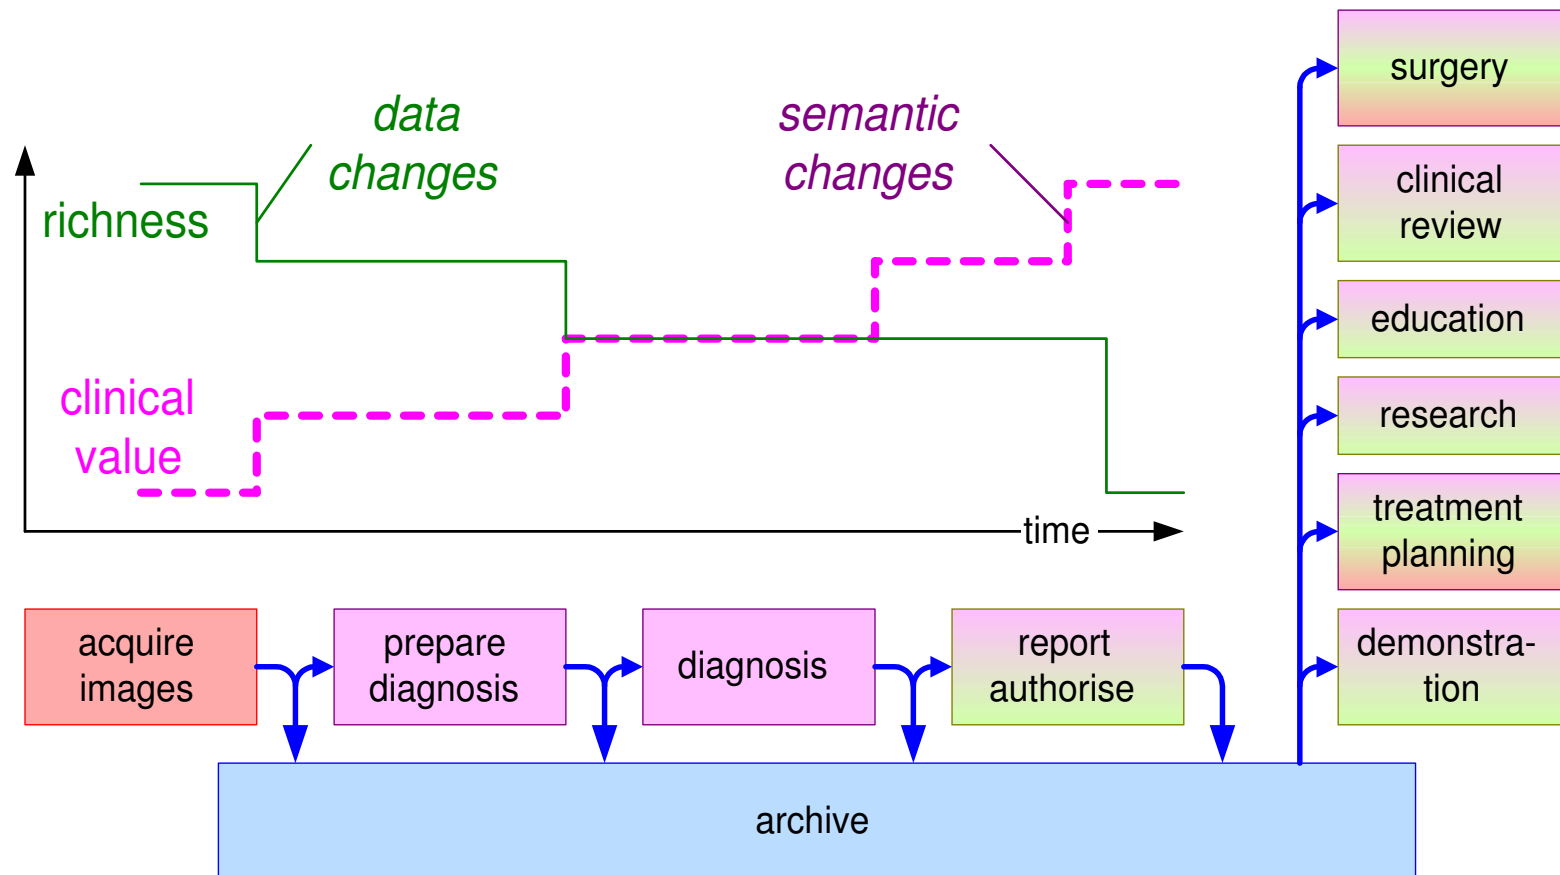 data
changes
semantic
changes
richness
clinical
value
time
acquire
images
prepare
diagnosis
diagnosis
report
authorise
archive
surgery
clinical
review
education
research
treatment
planning
demonstra-
tion